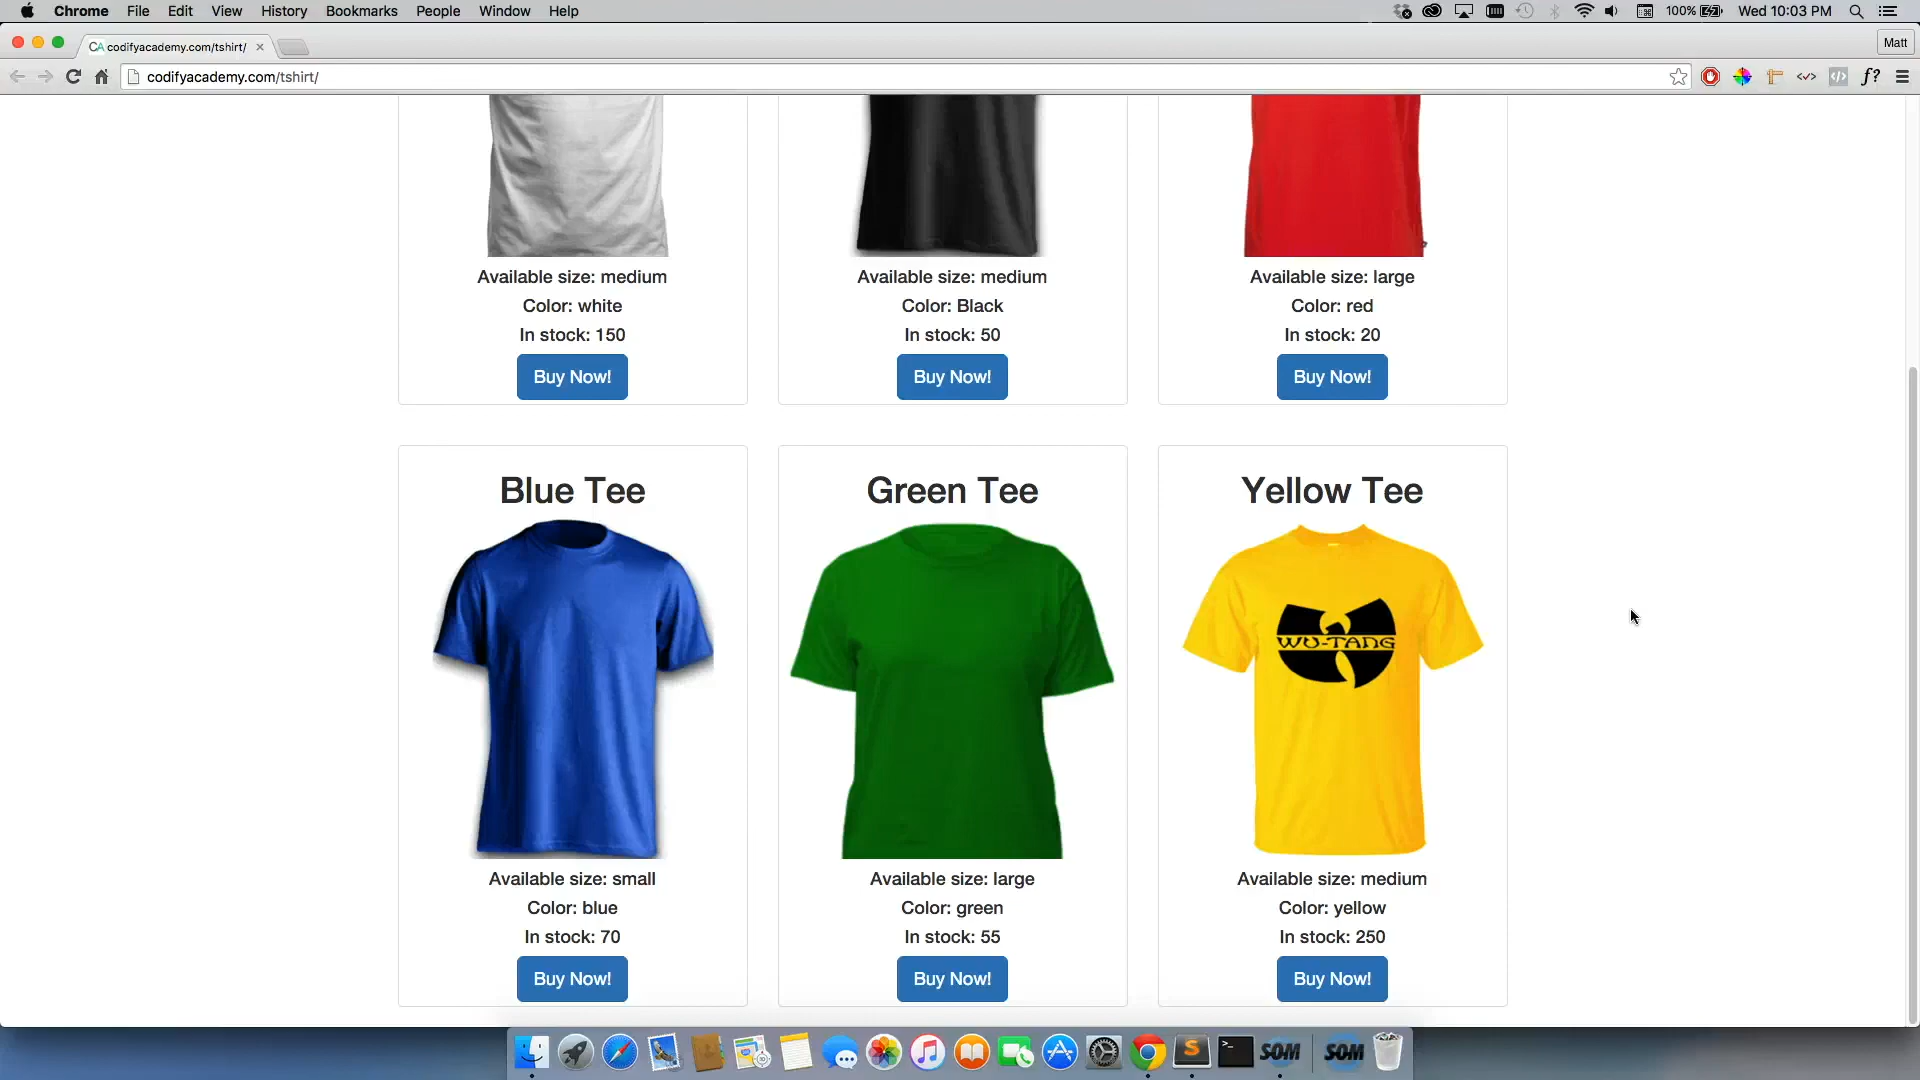 Chrome File Edit View History Bookmarks People Window Help 100% Wed 10:03 PM
CA codifyacademy.com/tshirt/ Matt
codifyacademy.com/tshirt/ f?
Available size: medium Available size: medium Available size: large
Color: white Color: Black Color: red
In stock: 150 In stock: 50 In stock: 20
Buy Now! Buy Now! Buy Now!
Blue Tee Green Tee Yellow Tee
WU-TANG
Available size: small Available size: large Available size: medium
Color: blue Color: green Color: yellow
In stock: 70 In stock: 55 In stock: 250
Buy Now! Buy Now! Buy Now!
S SOM SOM